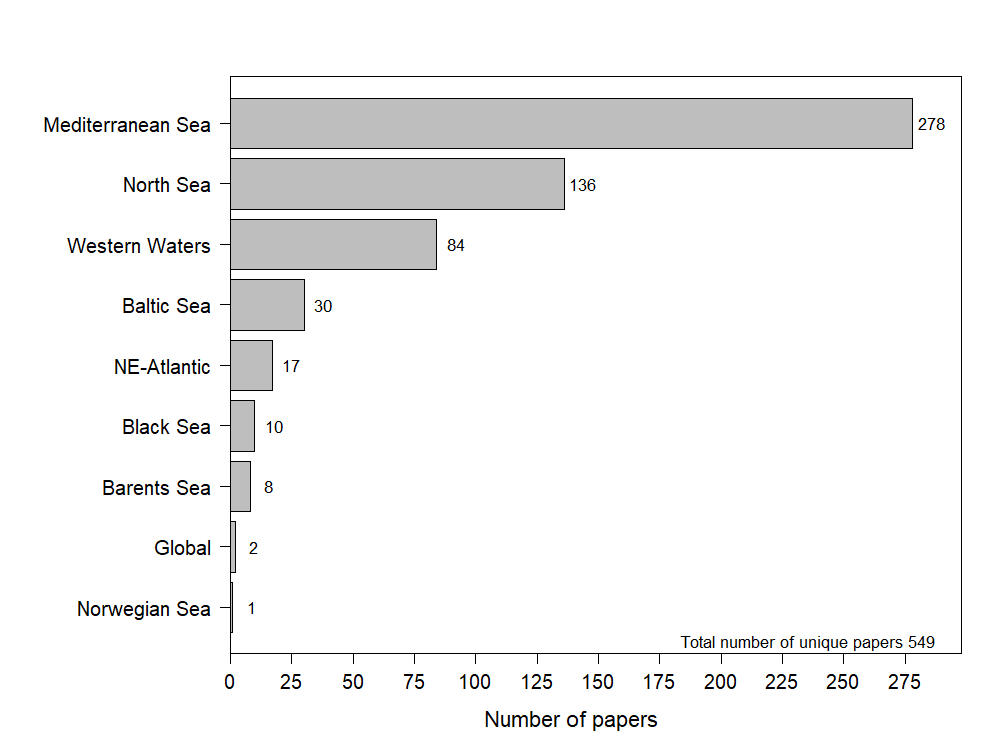 Mediterranean Sea 278
North Sea 136
Western Waters 84
Baltic Sea 30
NE-Atlantic 17
Black Sea 10
Barents Sea 8
Global 2
Norwegian Sea 1
Total number of unique papers 549
0 25 50 75 100 125 150 175 200 225 250 275
Number of papers